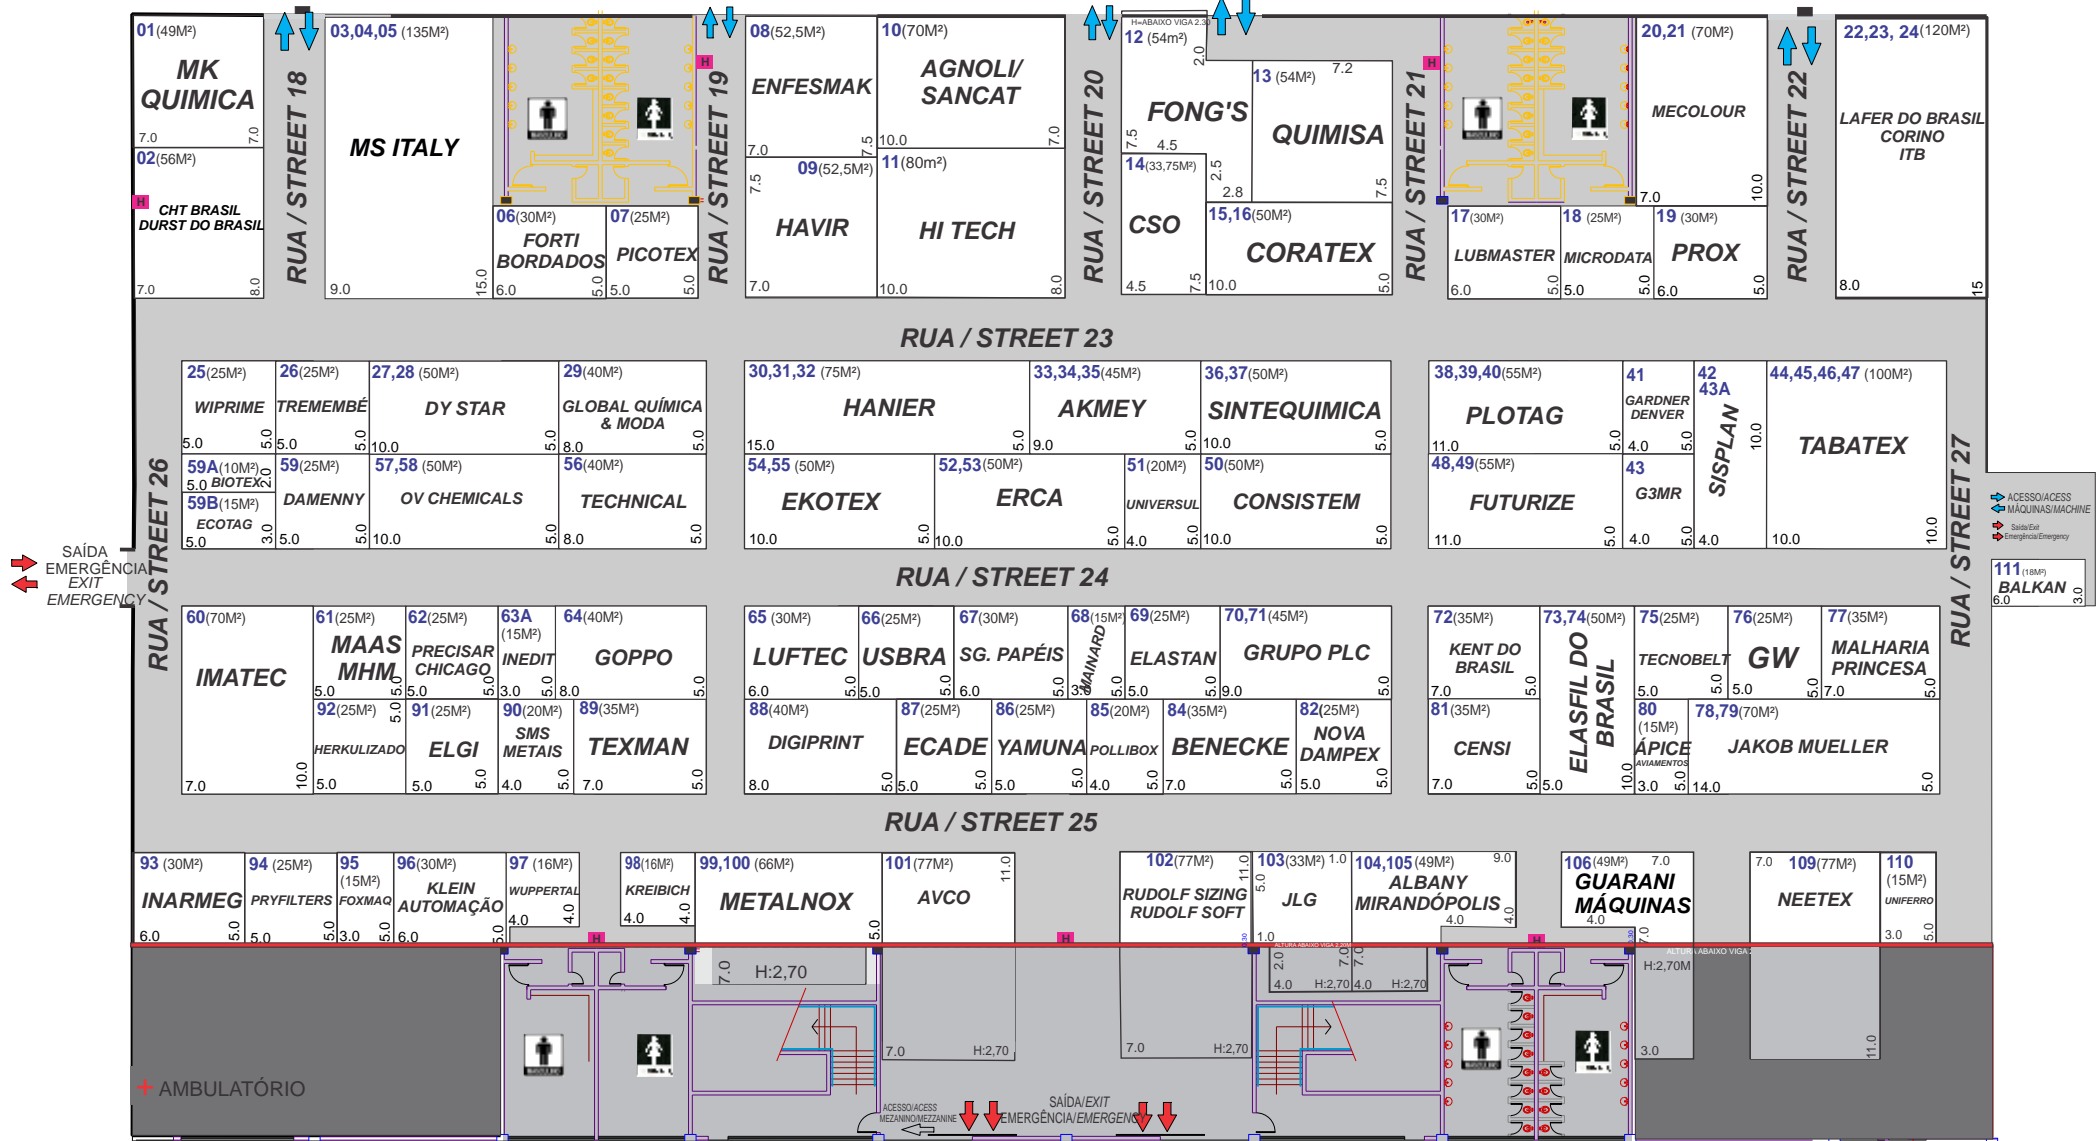 01(49M²)
MK
QUIMICA
7.0
7.0
02(56M²)
H
CHT BRASIL
DURST DO BRASIL
7.0
8.0
RUA / STREET 18
03,04,05 (135M²)
MS ITALY
9.0
15.0
06(30M²)
FORTI
BORDADOS
6.0
5.0
07(25M²)
PICOTEX
5.0
5.0
H
RUA / STREET 19
08(52,5M²)
ENFESMAK
7.0
7.5
09(52,5M²)
7.5
HAVIR
7.0
10(70M²)
AGNOLI/
SANCAT
10.0
7.0
11(80m²)
HI TECH
10.0
8.0
RUA / STREET 20
H=ABAIXO VIGA 2.30
12 (54m²)
2.0
FONG'S
7.5
4.5
13 (54M²)
7.2
QUIMISA
2.5
2.8
7.5
14(33,75M²)
CSO
4.5
7.5
15,16(50M²)
CORATEX
10.0
5.0
H
RUA / STREET 21
17(30M²)
LUBMASTER
6.0
5.0
18 (25M²)
MICRODATA
5.0
5.0
19 (30M²)
PROX
6.0
5.0
20,21 (70M²)
MECOLOUR
7.0
10.0
RUA / STREET 22
22,23, 24(120M²)
LAFER DO BRASIL
CORINO
ITB
8.0
15
RUA / STREET 23
25(25M²)
WIPRIME
5.0
5.0
26(25M²)
TREMEMBÉ
5.0
5.0
27,28 (50M²)
DY STAR
10.0
5.0
29(40M²)
GLOBAL QUÍMICA
& MODA
8.0
5.0
30,31,32 (75M²)
HANIER
15.0
5.0
33,34,35(45M²)
AKMEY
9.0
5.0
36,37(50M²)
SINTEQUIMICA
10.0
5.0
38,39,40(55M²)
PLOTAG
11.0
5.0
41
GARDNER
DENVER
4.0
5.0
42
43A
SISPLAN
10.0
4.0
44,45,46,47 (100M²)
TABATEX
10.0
10.0
59A(10M²)
5.0 BIOTEX
2.0
59B(15M²)
ECOTAG
5.0
3.0
59(25M²)
DAMENNY
5.0
5.0
57,58 (50M²)
OV CHEMICALS
10.0
5.0
56(40M²)
TECHNICAL
8.0
5.0
54,55 (50M²)
EKOTEX
10.0
5.0
52,53(50M²)
ERCA
10.0
5.0
51(20M²)
UNIVERSUL
4.0
5.0
50(50M²)
CONSISTEM
10.0
5.0
48,49(55M²)
FUTURIZE
11.0
5.0
43
G3MR
4.0
5.0
RUA / STREET 26
RUA / STREET 27
ACESSO/ACESS
MÁQUINAS/MACHINE
Saída/Exit
Emergência/Emergency
111(18M²)
BALKAN
6.0
3.0
SAÍDA
EMERGÊNCIA
EXIT
EMERGENCY
RUA / STREET 24
60(70M²)
IMATEC
7.0
10.0
61(25M²)
MAAS
MHM
5.0
5.0
62(25M²)
PRECISAR
CHICAGO
5.0
5.0
63A
(15M²)
INEDIT
3.0
5.0
64(40M²)
GOPPO
8.0
5.0
65 (30M²)
LUFTEC
6.0
5.0
66(25M²)
USBRA
5.0
5.0
67(30M²)
SG. PAPÉIS
6.0
5.0
68(15M²)
MAINARD
3.0
5.0
69(25M²)
ELASTAN
5.0
5.0
70,71(45M²)
GRUPO PLC
9.0
5.0
72(35M²)
KENT DO
BRASIL
7.0
5.0
73,74(50M²)
ELASFIL DO
BRASIL
5.0
10.0
75(25M²)
TECNOBELT
5.0
5.0
76(25M²)
GW
5.0
5.0
77(35M²)
MALHARIA
PRINCESA
7.0
5.0
92(25M²)
5.0
HERKULIZADO
5.0
5.0
91(25M²)
ELGI
5.0
5.0
90(20M²)
SMS
METAIS
4.0
5.0
89(35M²)
TEXMAN
7.0
5.0
88(40M²)
DIGIPRINT
8.0
5.0
87(25M²)
ECADE
5.0
5.0
86(25M²)
YAMUNA
5.0
5.0
85(20M²)
POLLIBOX
4.0
5.0
84(35M²)
BENECKE
7.0
5.0
82(25M²)
NOVA
DAMPEX
5.0
5.0
81(35M²)
CENSI
7.0
5.0
80
(15M²)
ÁPICE
AVIAMENTOS
3.0
5.0
78,79(70M²)
JAKOB MUELLER
14.0
5.0
RUA / STREET 25
93 (30M²)
INARMEG
6.0
5.0
94 (25M²)
PRYFILTERS
5.0
5.0
95
(15M²)
FOXMAQ
3.0
5.0
96(30M²)
KLEIN
AUTOMAÇÃO
6.0
5.0
97 (16M²)
WUPPERTAL
4.0
4.0
98(16M²)
KREIBICH
4.0
4.0
99,100 (66M²)
METALNOX
5.0
7.0
H:2,70
101(77M²)
11.0
AVCO
7.0
H:2,70
102(77M²)
11.0
RUDOLF SIZING
RUDOLF SOFT
7.0
H:2,70
103(33M²)
1.0
5.0
JLG
1.0
2.0
7.0
4.0
H:2,70
104,105 (49M²)
9.0
ALBANY
MIRANDÓPOLIS
4.0
4.0
7.0
4.0
H:2,70
ALTURA ABAIXO VIGA 2,20M
106(49M²)
7.0
GUARANI
MÁQUINAS
4.0
7.0
H:2,70M
3.0
109(77M²)
7.0
NEETEX
11.0
ALTURA ABAIXO VIGA
110
(15M²)
UNIFERRO
3.0
5.0
H
H
H
+ AMBULATÓRIO
ACESSO/ACESS
MEZANINO/MEZZANINE
SAÍDA/EXIT
EMERGÊNCIA/EMERGENCY